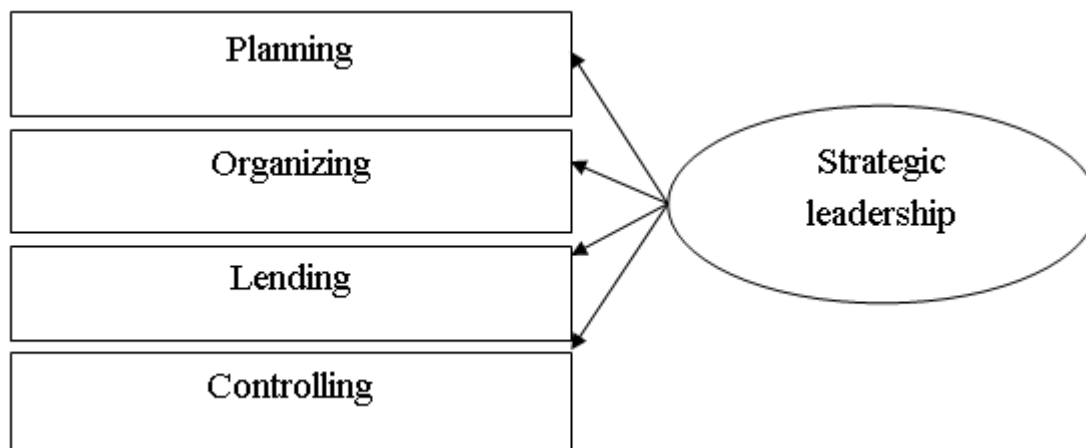 Planning
Organizing
Lending
Controlling
Strategic
leadership